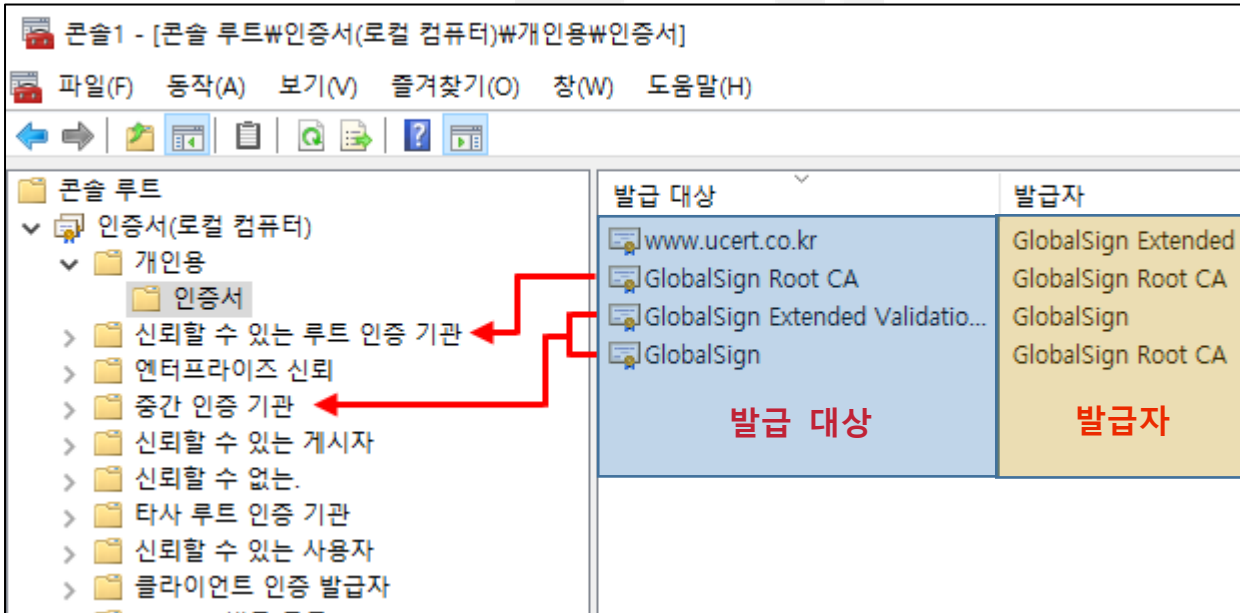 콘솔1 - [콘솔 루트₩인증서(로컬 컴퓨터)₩개인용₩인증서]
파일(F) 동작(A) 보기(V) 즐겨찾기(O) 창(W) 도움말(H)
콘솔 루트
인증서(로컬 컴퓨터)
개인용
인증서
신뢰할 수 있는 루트 인증 기관
엔터프라이즈 신뢰
중간 인증 기관
신뢰할 수 있는 게시자
신뢰할 수 없는.
타사 루트 인증 기관
신뢰할 수 있는 사용자
클라이언트 인증 발급자
발급 대상 발급자
www.ucert.co.kr GlobalSign Extended
GlobalSign Root CA GlobalSign Root CA
GlobalSign Extended Validatio... GlobalSign
GlobalSign GlobalSign Root CA
발급 대상 발급자